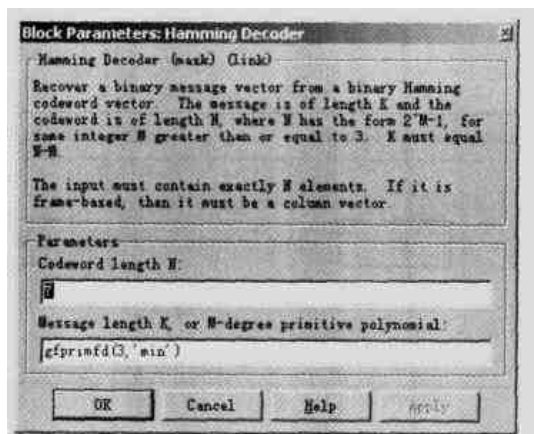 Block Parameters: Hamming Decoder
Hamming Decoder (mask) (link)
Recover a binary message vector from a binary Hamming
codeword vector. The message is of length K and the
codeword is of length N, where N has the form 2^M-1, for
some integer M greater than or equal to 3. K must equal
N-M.
The input must contain exactly N elements. If it is
frame-based, then it must be a column vector.
Parameters
Codeword length N:
7
Message length K, or M-degree primitive polynomial:
gfprimfd(3,'min')
OK
Cancel
Help
Apply